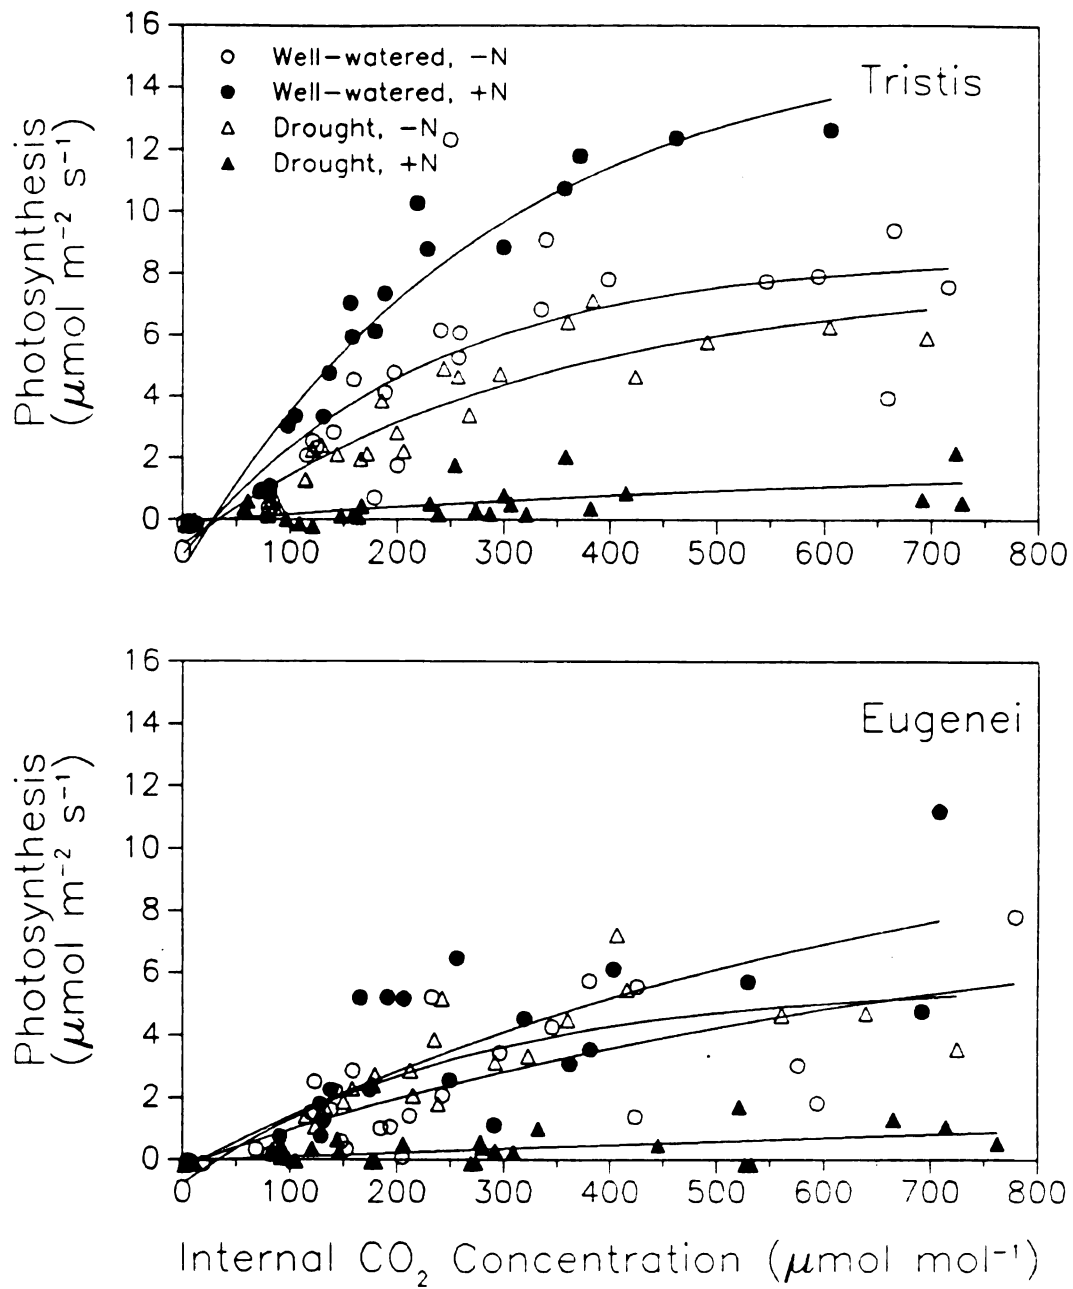 16
14
12
10
8
6
4
2
0
Photosynthesis
(μmol m⁻² s⁻¹)
Well-watered, -N
Well-watered, +N
Drought, -N
Drought, +N
Tristis
0 100 200 300 400 500 600 700 800
16
14
12
10
8
6
4
2
0
Photosynthesis
(μmol m⁻² s⁻¹)
Eugenei
0 100 200 300 400 500 600 700 800
Internal CO₂ Concentration (μmol mol⁻¹)